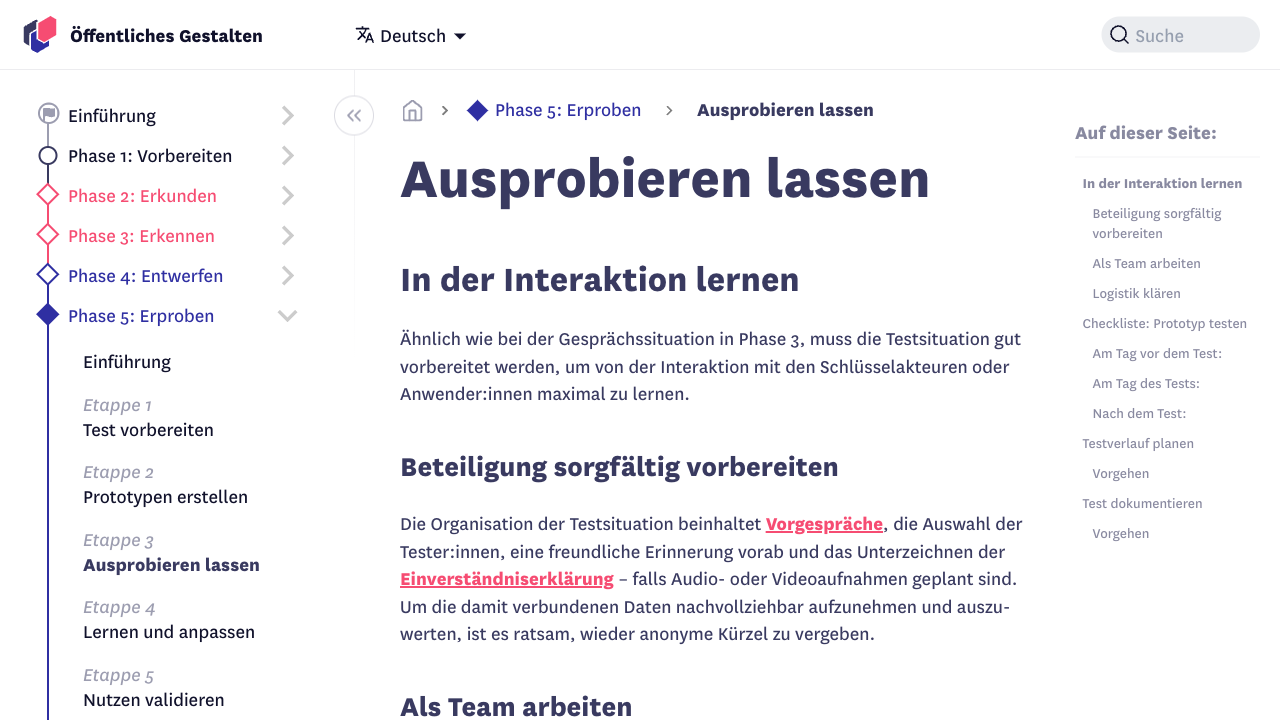 Öffentliches Gestalten
Deutsch
Suche
Einführung
Phase 1: Vorbereiten
Phase 2: Erkunden
Phase 3: Erkennen
Phase 4: Entwerfen
Phase 5: Erproben
Einführung
Etappe 1
Test vorbereiten
Etappe 2
Prototypen erstellen
Etappe 3
Ausprobieren lassen
Etappe 4
Lernen und anpassen
Etappe 5
Nutzen validieren
Phase 5: Erproben
Ausprobieren lassen
Ausprobieren lassen
In der Interaktion lernen
Ähnlich wie bei der Gesprächssituation in Phase 3, muss die Testsituation gut
vorbereitet werden, um von der Interaktion mit den Schlüsselakteuren oder
Anwender:innen maximal zu lernen.
Beteiligung sorgfältig vorbereiten
Die Organisation der Testsituation beinhaltet Vorgespräche, die Auswahl der
Tester:innen, eine freundliche Erinnerung vorab und das Unterzeichnen der
Einverständniserklärung – falls Audio- oder Videoaufnahmen geplant sind.
Um die damit verbundenen Daten nachvollziehbar aufzunehmen und auszu-
werten, ist es ratsam, wieder anonyme Kürzel zu vergeben.
Als Team arbeiten
Auf dieser Seite:
In der Interaktion lernen
Beteiligung sorgfältig
vorbereiten
Als Team arbeiten
Logistik klären
Checkliste: Prototyp testen
Am Tag vor dem Test:
Am Tag des Tests:
Nach dem Test:
Testverlauf planen
Vorgehen
Test dokumentieren
Vorgehen